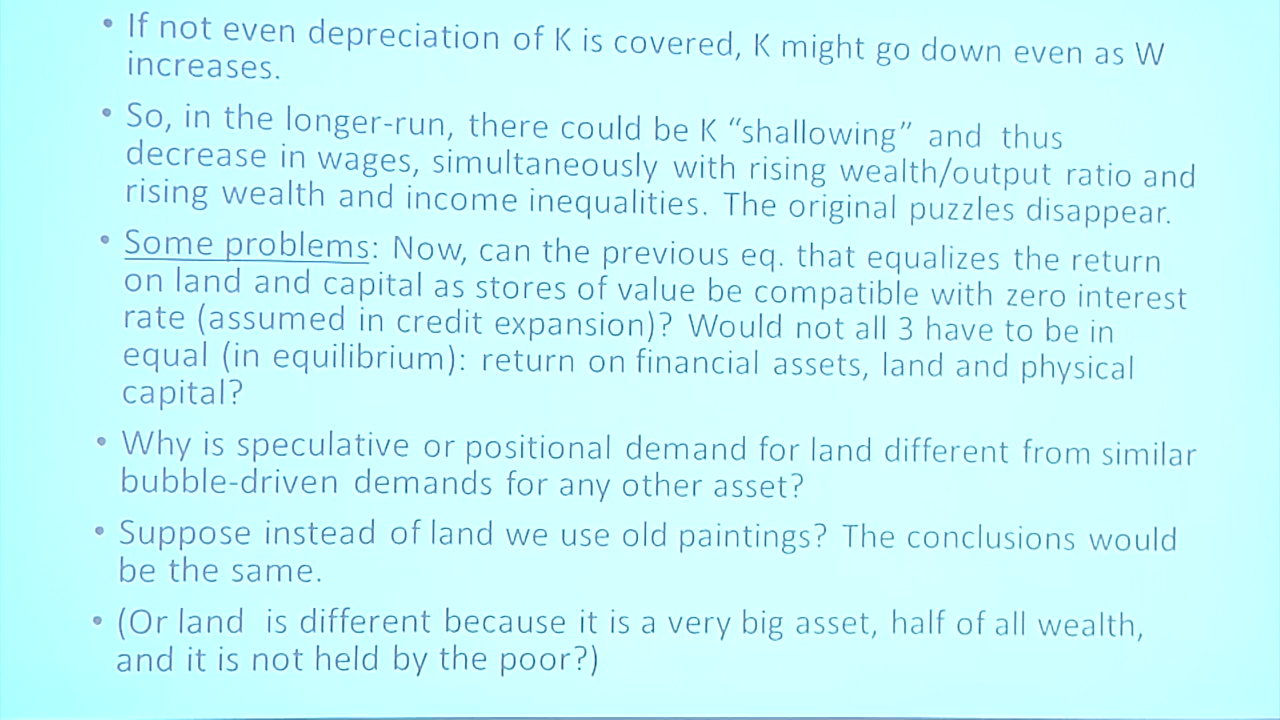 • If not even depreciation of K is covered, K might go down even as W
increases.
• So, in the longer-run, there could be K “shallowing” and thus
decrease in wages, simultaneously with rising wealth/output ratio and
rising wealth and income inequalities. The original puzzles disappear.
• Some problems: Now, can the previous eq. that equalizes the return
on land and capital as stores of value be compatible with zero interest
rate (assumed in credit expansion)? Would not all 3 have to be in
equal (in equilibrium): return on financial assets, land and physical
capital?
• Why is speculative or positional demand for land different from similar
bubble-driven demands for any other asset?
• Suppose instead of land we use old paintings? The conclusions would
be the same.
• (Or land is different because it is a very big asset, half of all wealth,
and it is not held by the poor?)